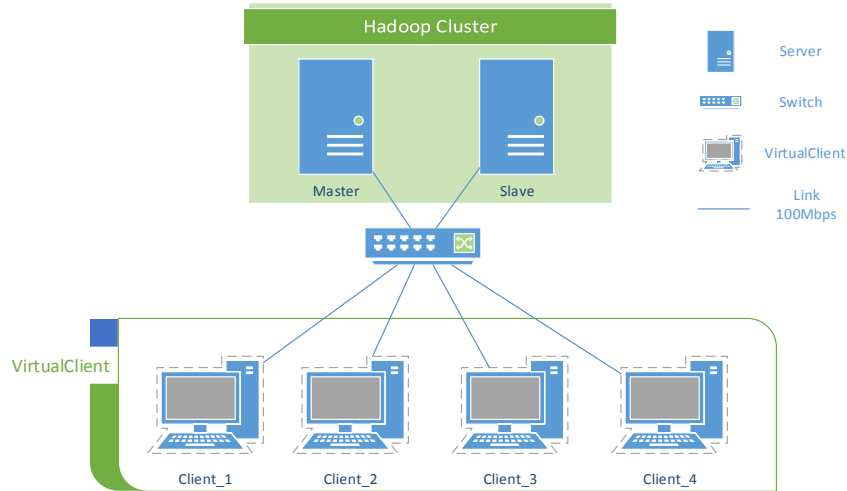 Hadoop Cluster
Master
Slave
Server
Switch
VirtualClient
Link
100Mbps
VirtualClient
Client_1
Client_2
Client_3
Client_4